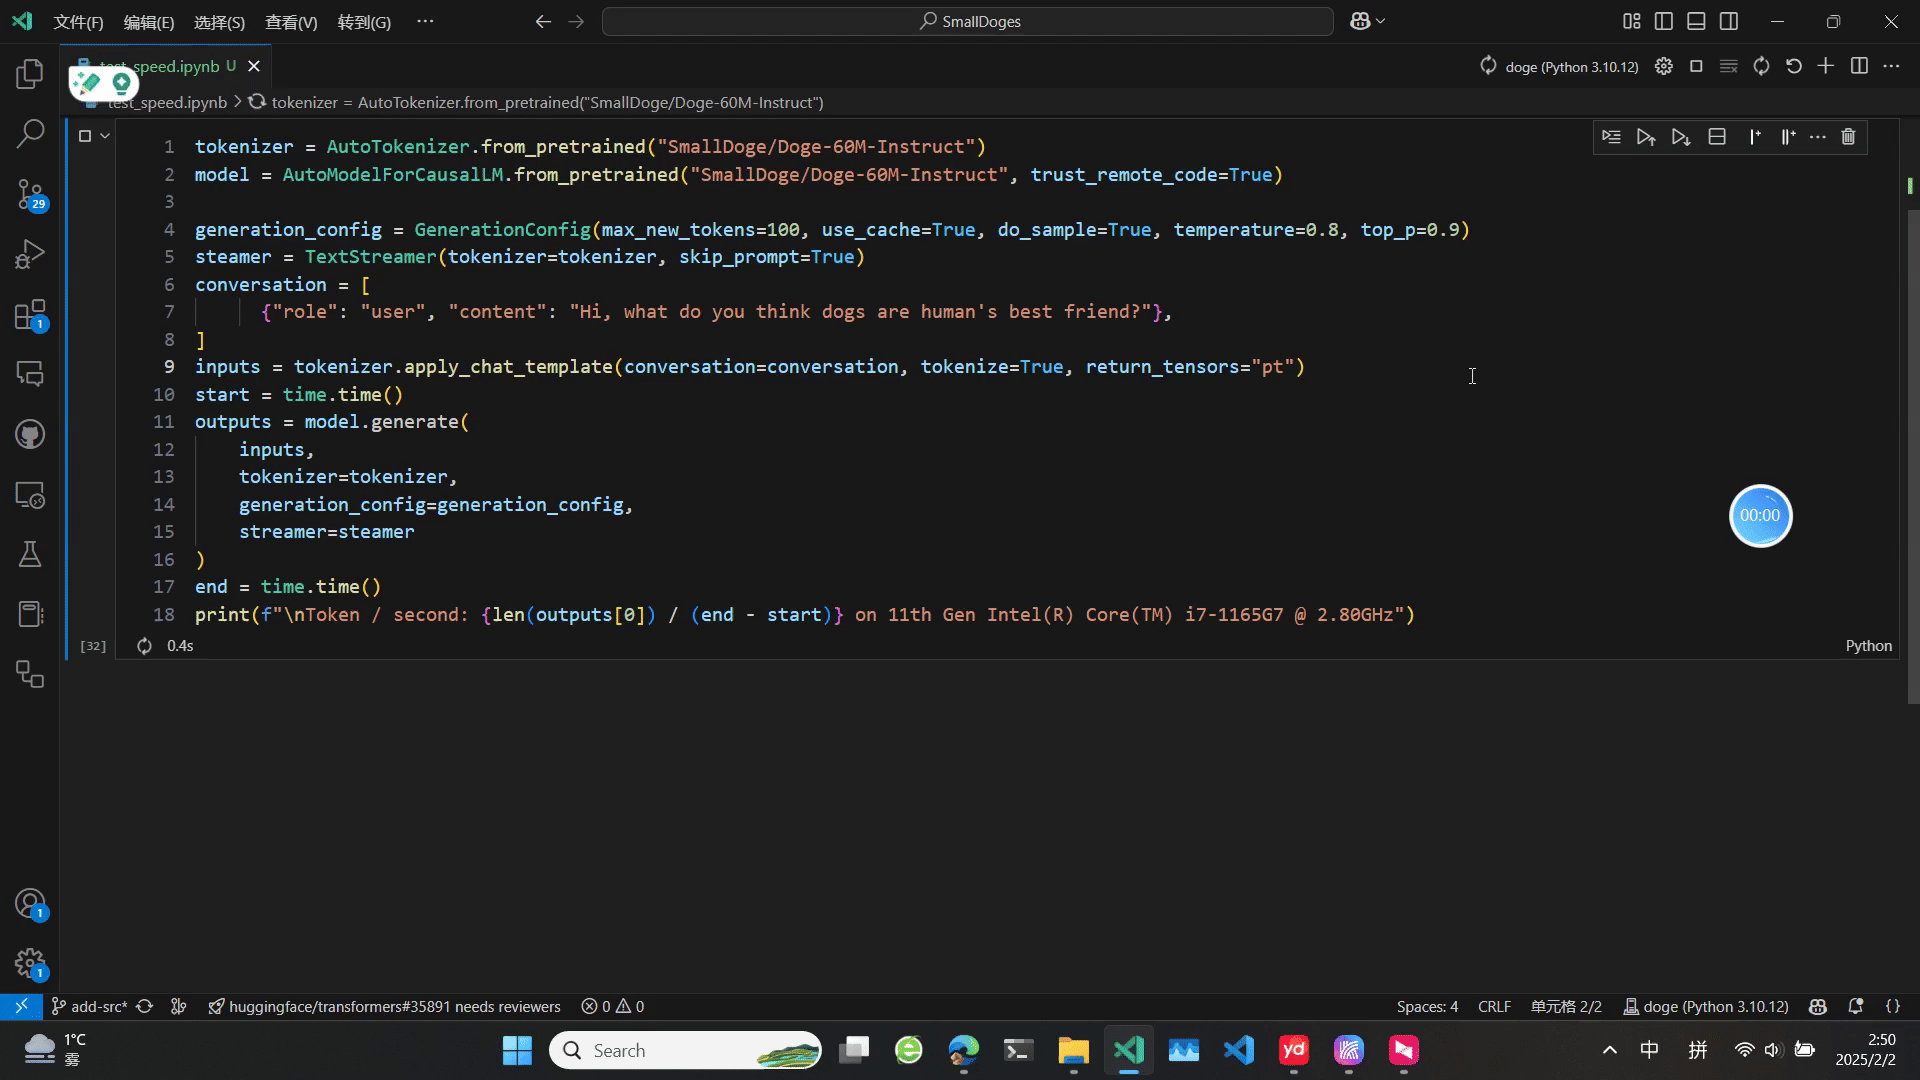 文件(F) 编辑(E) 选择(S) 查看(V) 转到(G) ··· SmallDoges
test_speed.ipynb U
doge (Python 3.10.12)
test_speed.ipynb > tokenizer = AutoTokenizer.from_pretrained("SmallDoge/Doge-60M-Instruct")
1 tokenizer = AutoTokenizer.from_pretrained("SmallDoge/Doge-60M-Instruct")
2 model = AutoModelForCausalLM.from_pretrained("SmallDoge/Doge-60M-Instruct", trust_remote_code=True)
3
4 generation_config = GenerationConfig(max_new_tokens=100, use_cache=True, do_sample=True, temperature=0.8, top_p=0.9)
5 steamer = TextStreamer(tokenizer=tokenizer, skip_prompt=True)
6 conversation = [
7 {"role": "user", "content": "Hi, what do you think dogs are human's best friend?"},
8 ]
9 inputs = tokenizer.apply_chat_template(conversation=conversation, tokenize=True, return_tensors="pt")
10 start = time.time()
11 outputs = model.generate(
12 inputs,
13 tokenizer=tokenizer,
14 generation_config=generation_config,
15 streamer=steamer
16 )
17 end = time.time()
18 print(f"\nToken / second: {len(outputs[0]) / (end - start)} on 11th Gen Intel(R) Core(TM) i7-1165G7 @ 2.80GHz")
[32] 0.4s Python
29
1
00:00
1
1
add-src* huggingface/transformers#35891 needs reviewers 0 0 Spaces: 4 CRLF 单元格 2/2 doge (Python 3.10.12) {}
1°C
雾
Search
yd
中 拼
2:50
2025/2/2